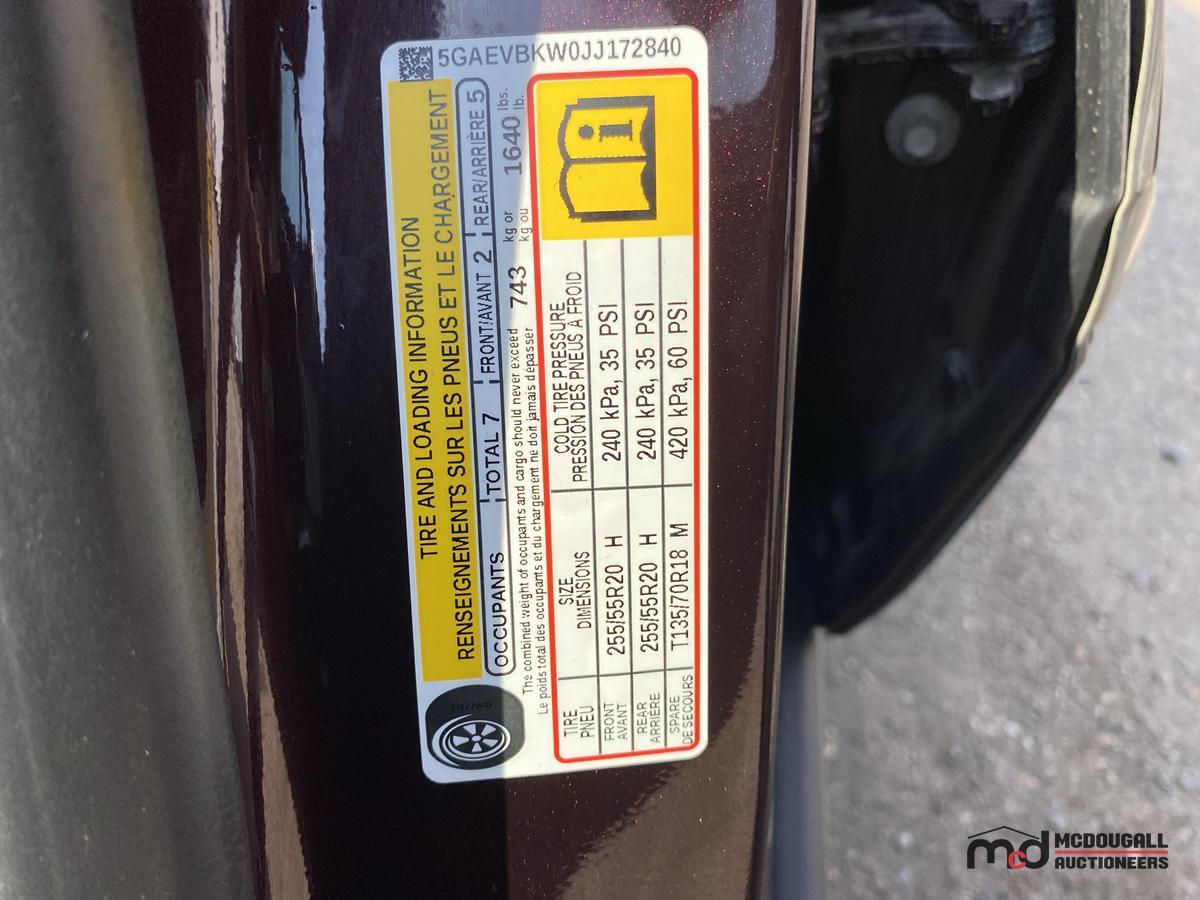 5GAEVBKW0JJ172840
TIRE AND LOADING INFORMATION
RENSEIGNEMENTS SUR LES PNEUS ET LE CHARGEMENT
OCCUPANTS TOTAL 7 FRONT/AVANT 2 REAR/ARRIÈRE 5
The combined weight of occupants and cargo should never exceed 743 kg or 1640 lbs.
Le poids total des occupants et du chargement ne doit jamais dépasser kg ou lb.
TIRE SIZE COLD TIRE PRESSURE
PNEU DIMENSIONS PRESSION DES PNEUS À FROID
FRONT 255/55R20 H 240 kPa, 35 PSI
AVANT
REAR 255/55R20 H 240 kPa, 35 PSI
ARRIÈRE
SPARE T135/70R18 M 420 kPa, 60 PSI
DE SECOURS
i
mcd MCDOUGALL
AUCTIONEERS